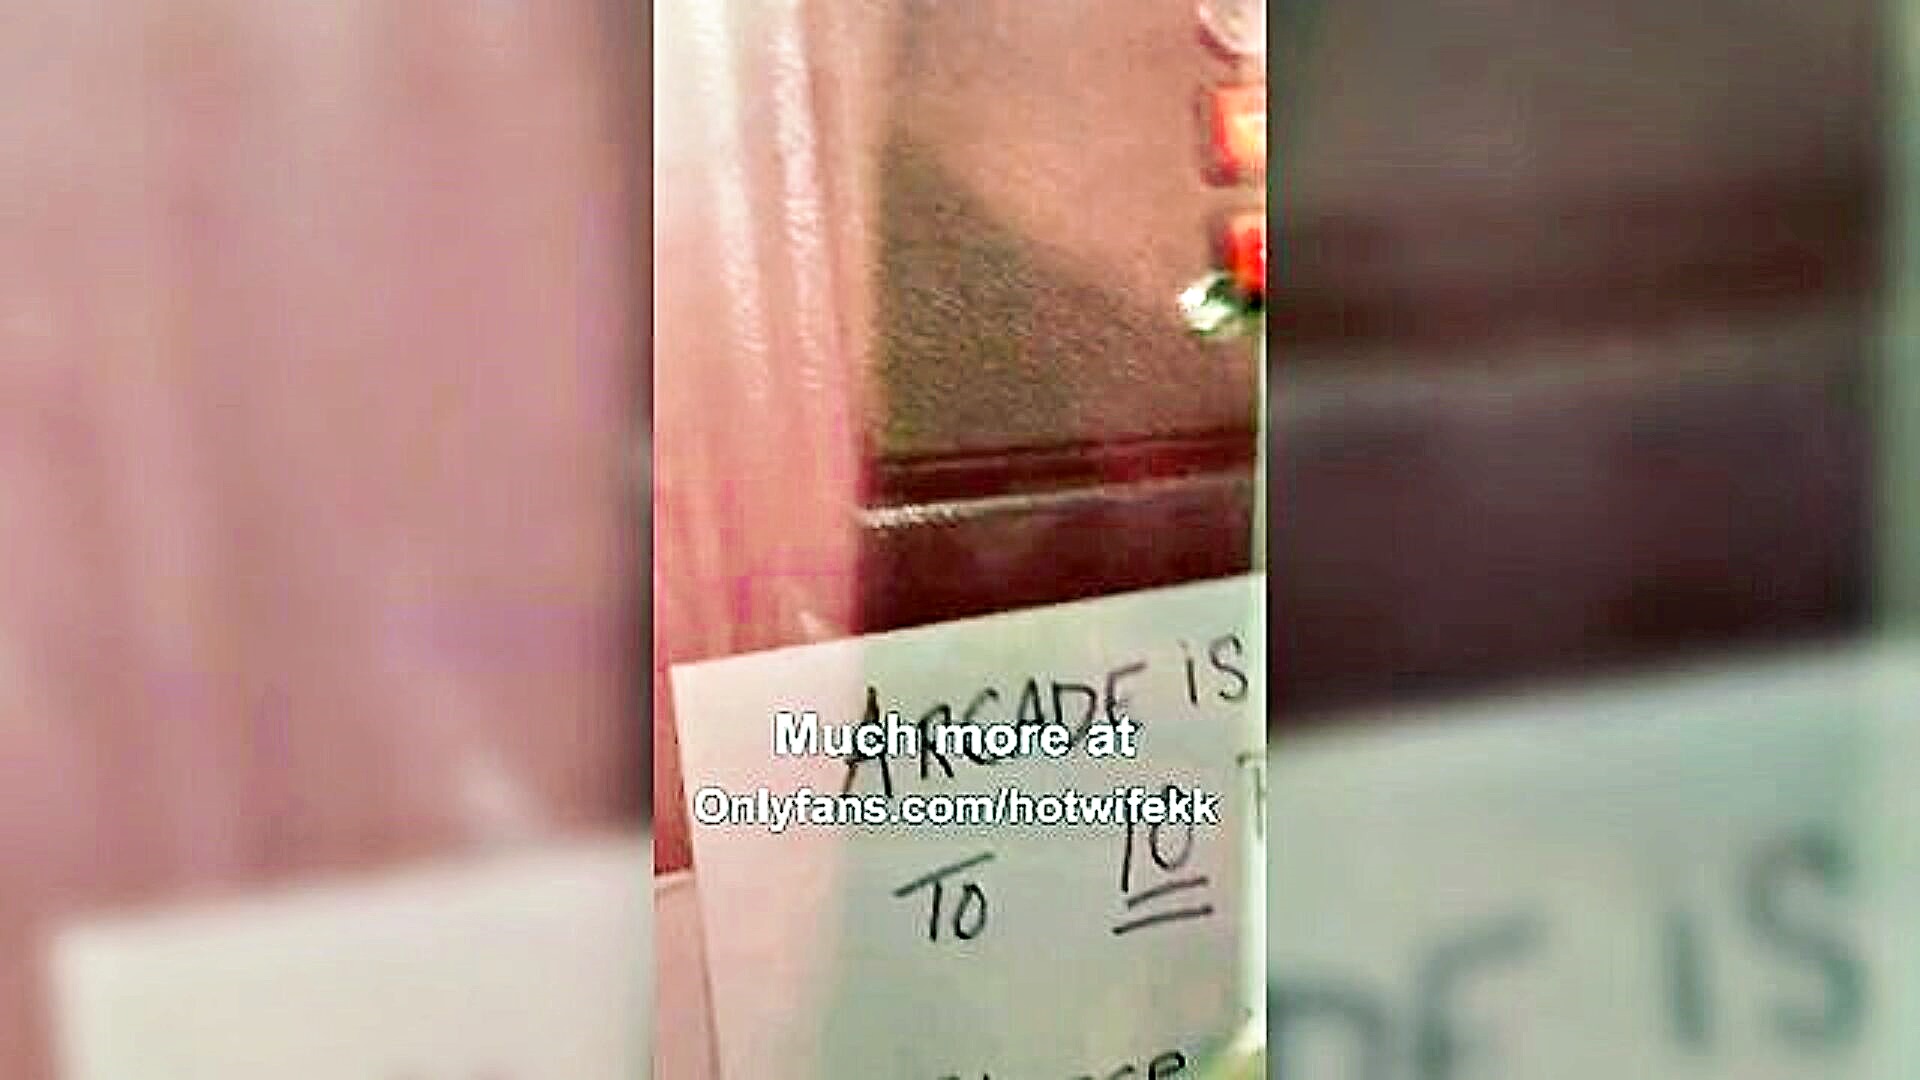 ARCADE iS
Much more at
Onlyfans.com/hotwifekk
TO 10